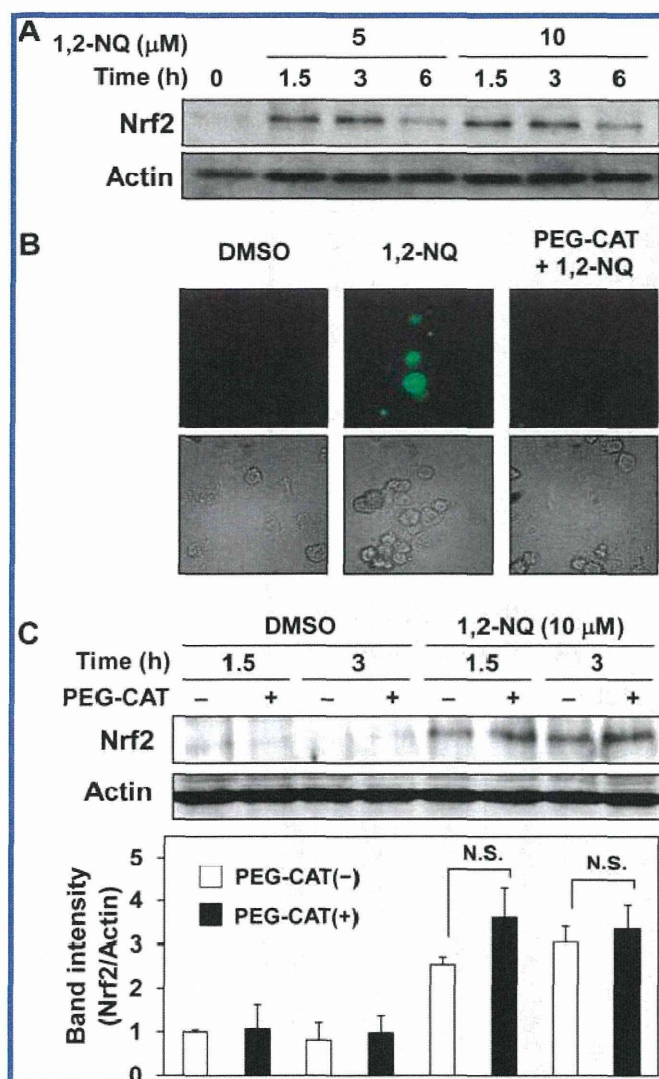 A
1,2-NQ (μM) 5 10
Time (h) 0 1.5 3 6 1.5 3 6
Nrf2
Actin
B
DMSO 1,2-NQ PEG-CAT + 1,2-NQ
C
DMSO 1,2-NQ (10 μM)
Time (h) 1.5 3 1.5 3
PEG-CAT – + – + – + – +
Nrf2
Actin
Band intensity
(Nrf2/Actin)
5
4
3
2
1
0
PEG-CAT(–)
PEG-CAT(+)
N.S. N.S.